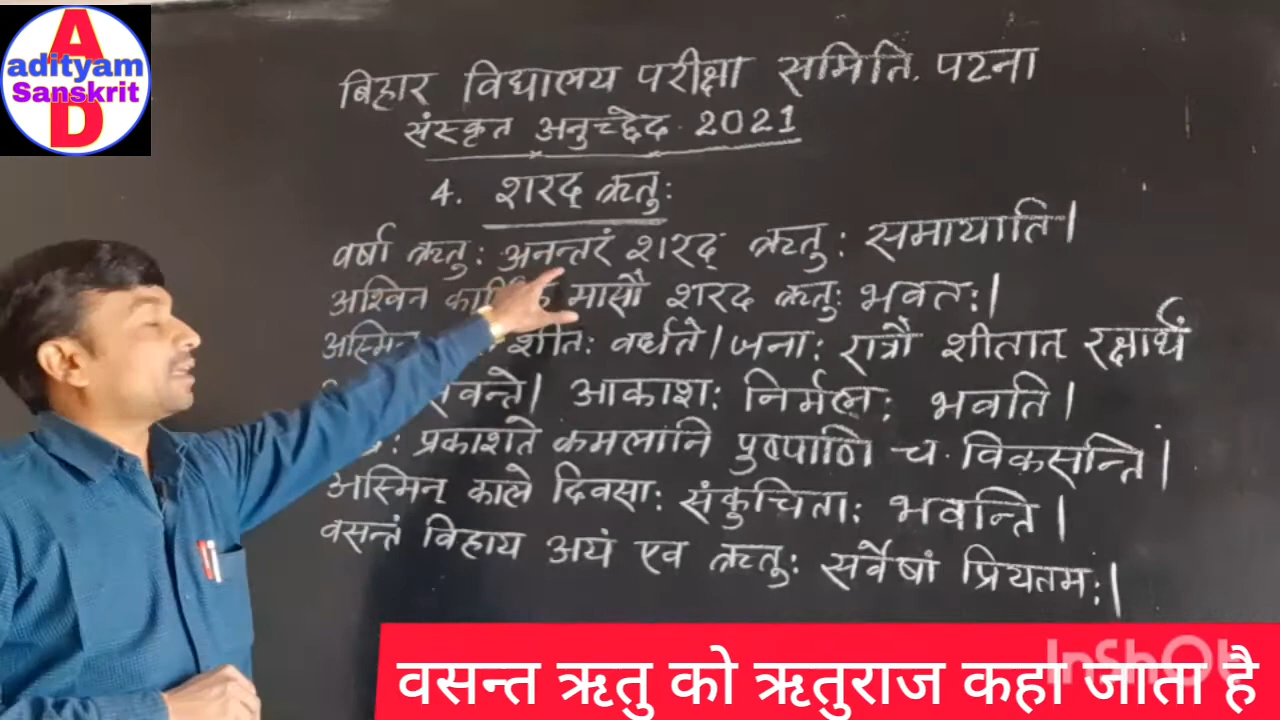 A
adityam
Sanskrit
D
बिहार विद्यालय परीक्षा समिति. पटना
संस्कृत अनुच्छेद. 2021
4. शरद् ऋतुः
वर्षा ऋतुः अनन्तरं शरद् ऋतुः समायाति।
अश्विन मासौ शरद ऋतुः भवतः।
शीतः वर्धते। जनाः रात्रौ शीतात् रक्षार्थं
आकाशः निर्मलः भवति।
प्रकाशते कमलानि पुष्पाणि च. विकसन्ति।
अस्मिन् काले दिवसाः संकुचिताः भवन्ति।
वसन्तं विहाय अयं एव ऋतुः सर्वेषां प्रियतमः।
वसन्त ऋतु को ऋतुराज कहा जाता है
InShOt